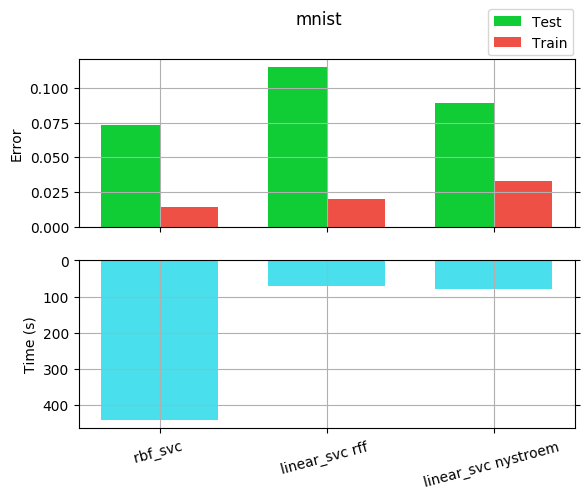 mnist
Test
Train
0.100
0.075
0.050
0.025
0.000
Error
0
100
200
300
400
Time (s)
rbf_svc
linear_svc rff
linear_svc nystroem